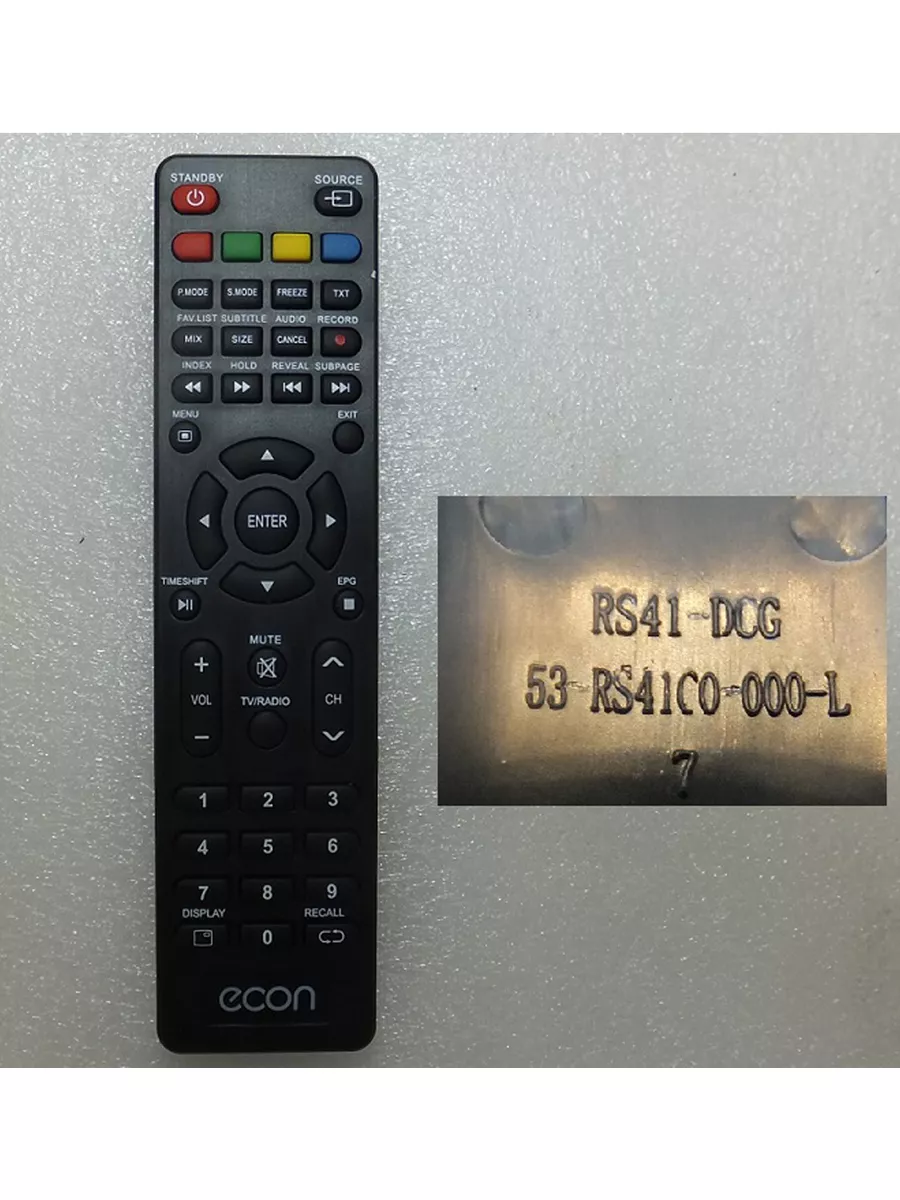 STANDBY SOURCE
P.MODE S.MODE FREEZE TXT
FAV.LIST SUBTITLE AUDIO RECORD
MIX SIZE CANCEL
INDEX HOLD REVEAL SUBPAGE
MENU EXIT
ENTER
TIMESHIFT EPG
MUTE
+
VOL TV/RADIO CH
−
1 2 3
4 5 6
7 8 9
DISPLAY RECALL
0
econ
RS41-DCG
53-RS41C0-000-L
7